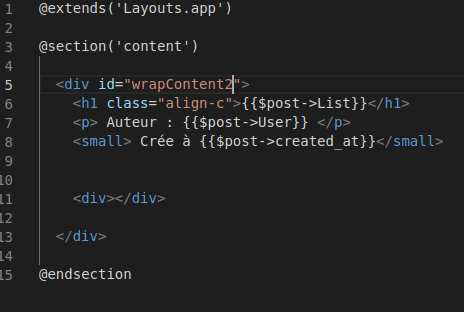 1 @extends('Layouts.app')
2
3 @section('content')
4
5 <div id="wrapContent2">
6 <h1 class="align-c">{{$post->List}}</h1>
7 <p> Auteur : {{$post->User}} </p>
8 <small> Crée à {{$post->created_at}}</small>
9
10
11 <div></div>
12
13 </div>
14
15 @endsection